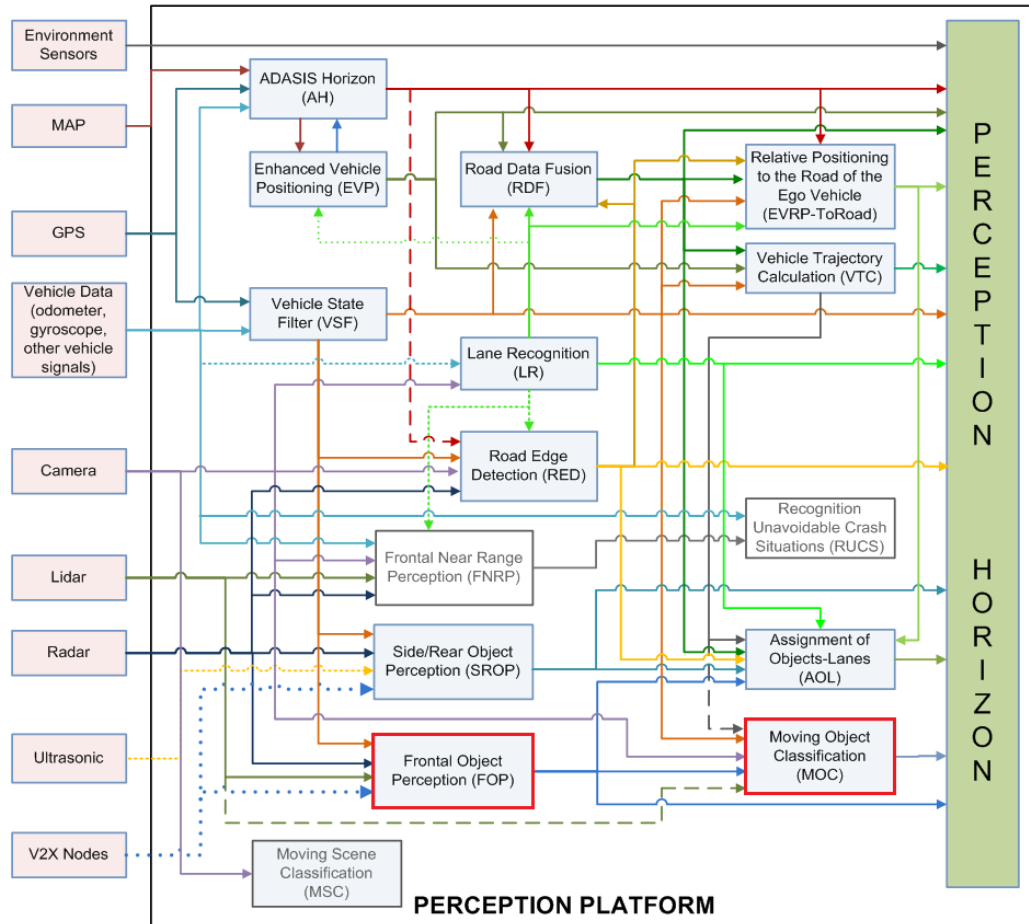 Environment
Sensors
MAP
GPS
Vehicle Data
(odometer,
gyroscope,
other vehicle
signals)
Camera
Lidar
Radar
Ultrasonic
V2X Nodes
ADASIS Horizon
(AH)
Enhanced Vehicle
Positioning (EVP)
Road Data Fusion
(RDF)
Relative Positioning
to the Road of the
Ego Vehicle
(EVRP-ToRoad)
Vehicle Trajectory
Calculation (VTC)
Vehicle State
Filter (VSF)
Lane Recognition
(LR)
Road Edge
Detection (RED)
Recognition
Unavoidable Crash
Situations (RUCS)
Frontal Near Range
Perception (FNRP)
Side/Rear Object
Perception (SROP)
Assignment of
Objects-Lanes
(AOL)
Frontal Object
Perception (FOP)
Moving Object
Classification
(MOC)
Moving Scene
Classification
(MSC)
PERCEPTION PLATFORM
PERCEPTION
HORIZON